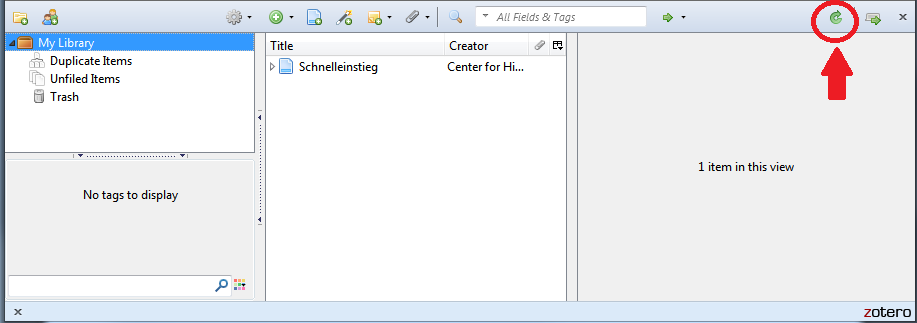 All Fields & Tags
My Library
Duplicate Items
Unfiled Items
Trash
No tags to display
Title Creator
Schnelleinstieg Center for Hi...
1 item in this view
zotero